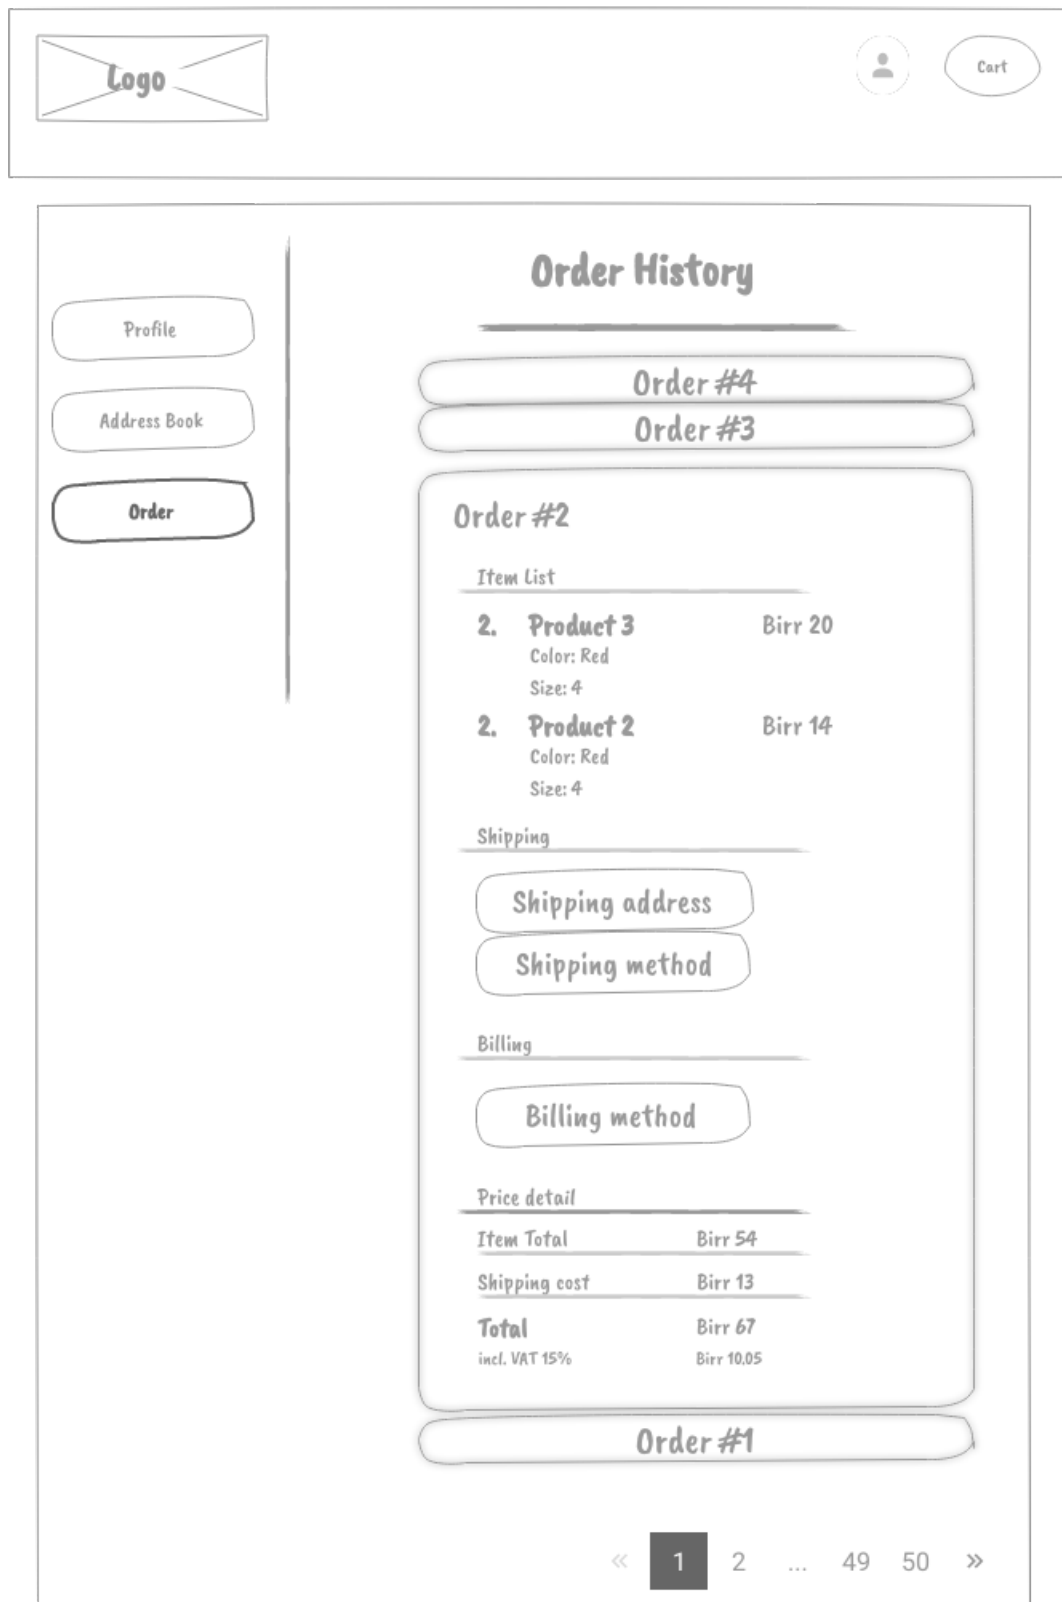 Logo
Cart
Profile
Address Book
Order
Order History
Order #4
Order #3
Order #2
Item List
2. Product 3 Birr 20
Color: Red
Size: 4
2. Product 2 Birr 14
Color: Red
Size: 4
Shipping
Shipping address
Shipping method
Billing
Billing method
Price detail
Item Total Birr 54
Shipping cost Birr 13
Total Birr 67
incl. VAT 15% Birr 10.05
Order #1
« 1 2 ... 49 50 »